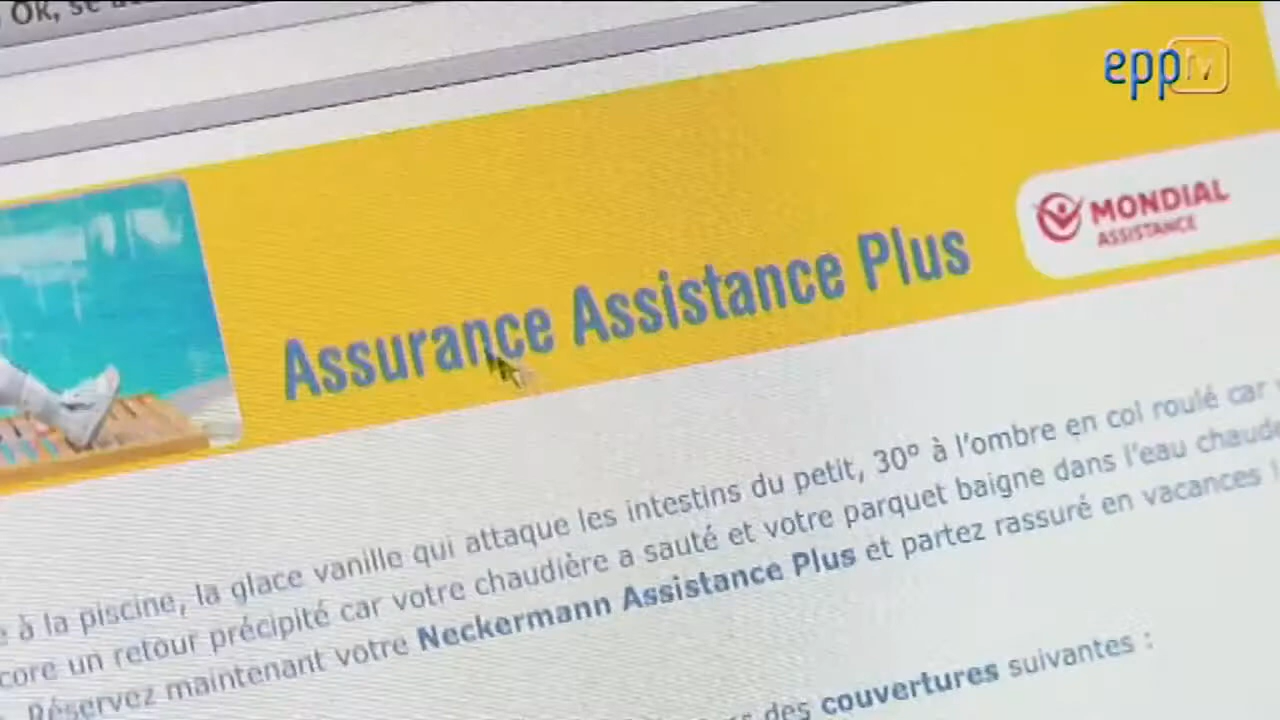 OK, se
epptv
MONDIAL
ASSISTANCE
Assurance Assistance Plus
à la piscine, la glace vanille qui attaque les intestins du petit, 30° à l'ombre en col roulé car
core un retour précipité car votre chaudière a sauté et votre parquet baigne dans l'eau chaude
Réservez maintenant votre Neckermann Assistance Plus et partez rassuré en vacances
des couvertures suivantes :